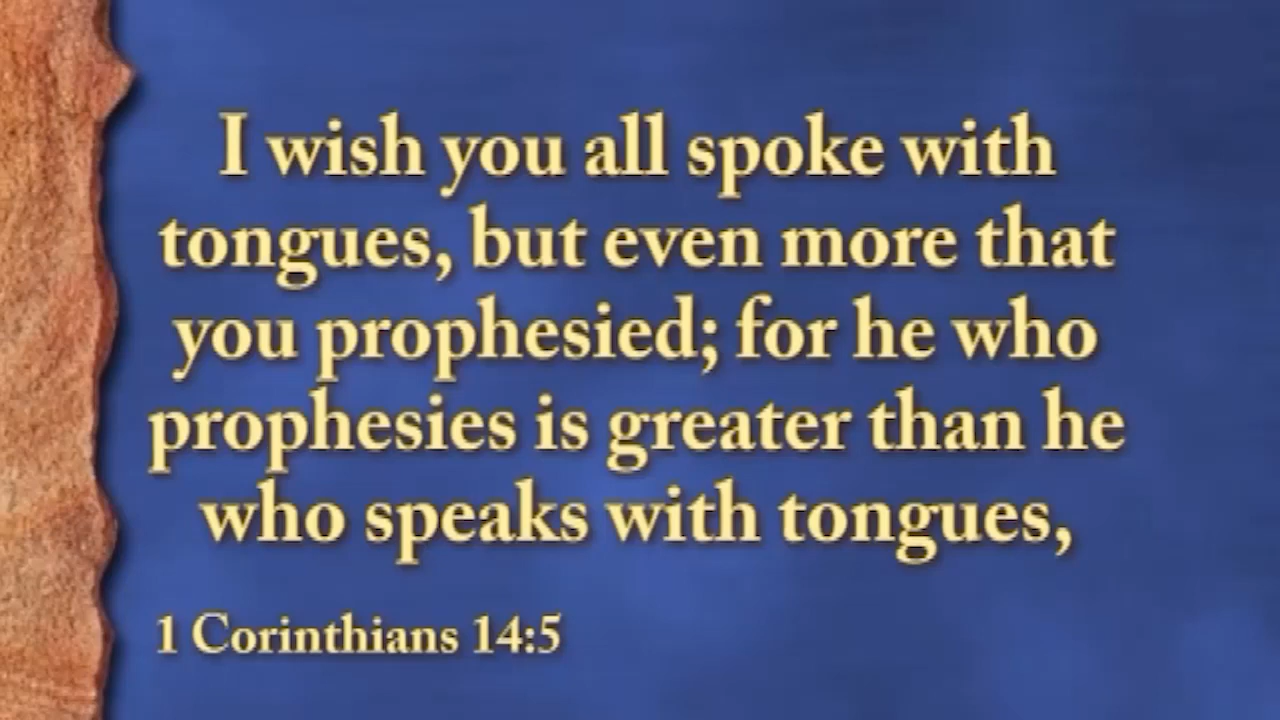 I wish you all spoke with
tongues, but even more that
you prophesied; for he who
prophesies is greater than he
who speaks with tongues,
1 Corinthians 14:5